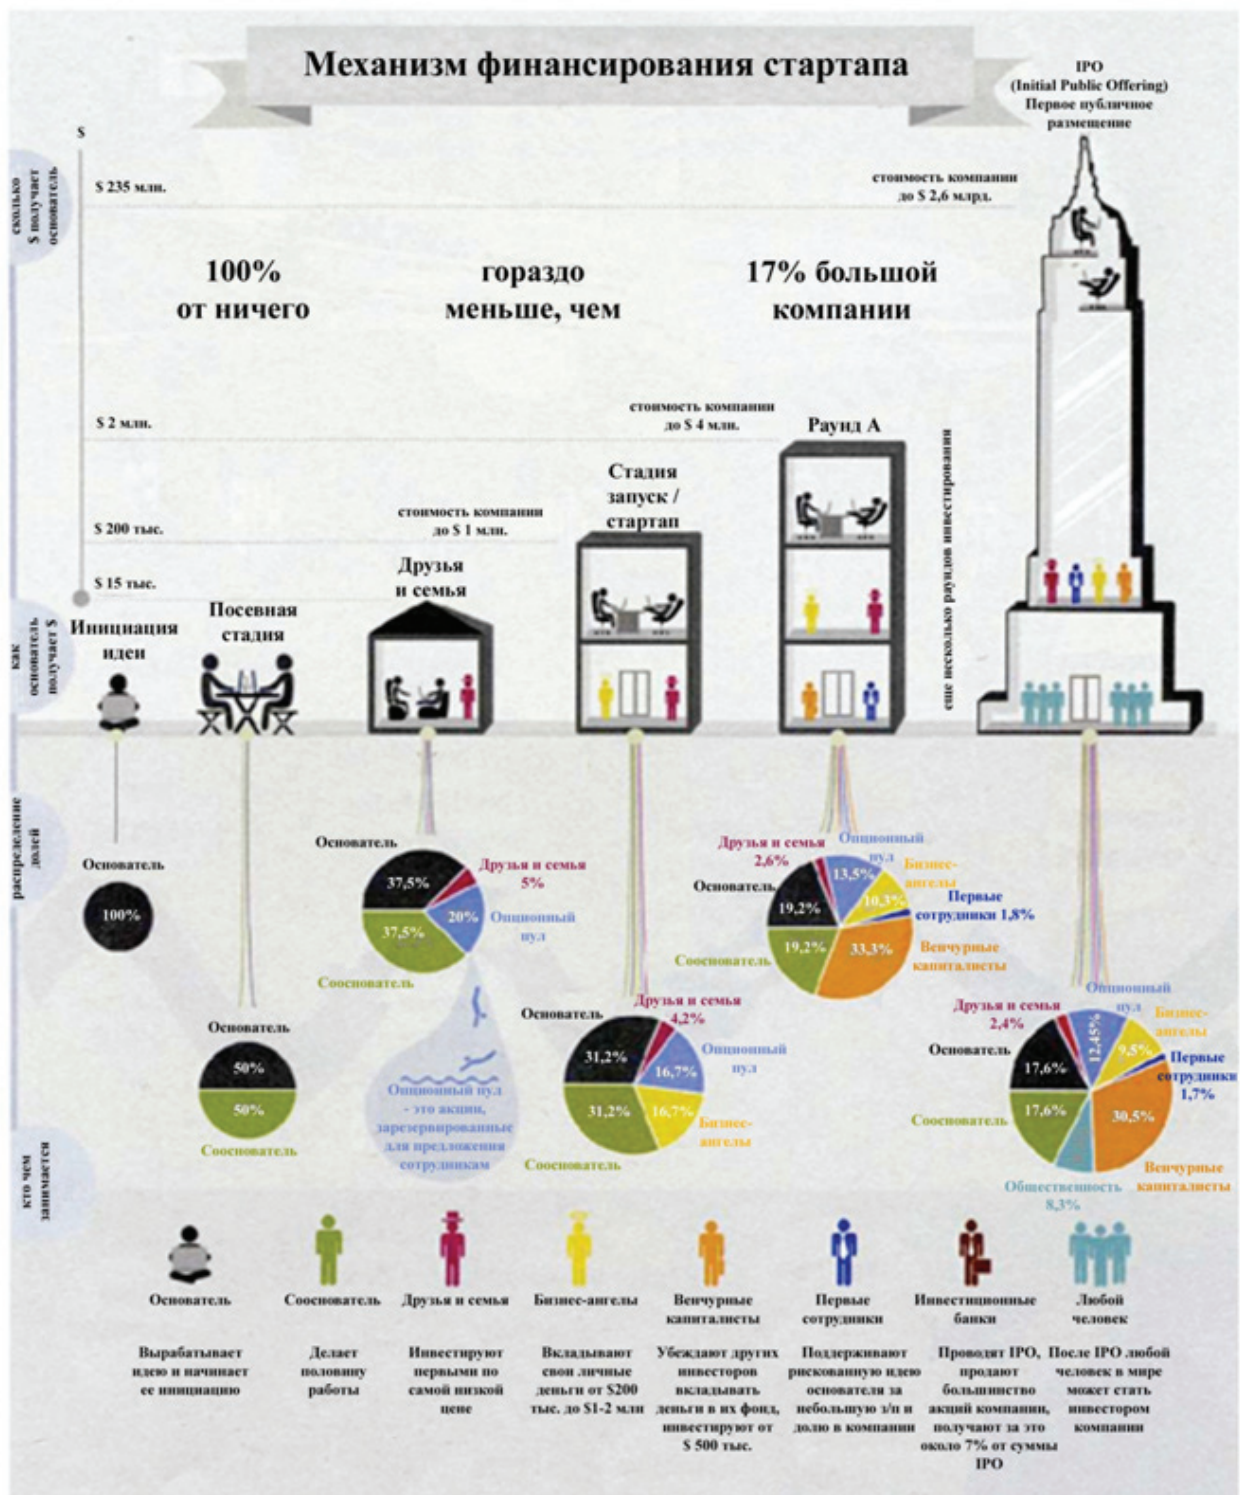 Механизм финансирования стартапа
IPO
(Initial Public Offering)
Первое публичное
размещение
$
сколько
$ получает
основатель
$ 235 млн.
стоимость компании
до $ 2,6 млрд.
100%
от ничего
гораздо
меньше, чем
17% большой
компании
$ 2 млн.
стоимость компании
до $ 4 млн.
Раунд А
еще несколько раундов инвестировании
Стадия
запуск /
стартап
$ 200 тыс.
стоимость компании
до $ 1 млн.
$ 15 тыс.
Друзья
и семья
Посевная
стадия
Инициация
идеи
как
основатель
получает $
распределение
долей
Основатель
100%
Основатель
50%
50%
Сооснователь
Основатель
37,5%
Друзья и семья
5%
20%
Опционный
пул
37,5%
Сооснователь
Опционный пул
- это акции,
зарезервированные
для предложения
сотрудникам
Основатель
31,2%
Друзья и семья
4,2%
Опционный
пул
16,7%
31,2%
16,7%
Бизнес-
ангелы
Сооснователь
Друзья и семья
2,6%
Опционный
пул
13,5%
Бизнес-
ангелы
10,3%
Основатель
19,2%
Первые
сотрудники 1,8%
19,2%
33,3%
Венчурные
капиталисты
Сооснователь
Друзья и семья
2,4%
Опционный
пул
12,45%
Бизнес-
ангелы
9,5%
Основатель
17,6%
Первые
сотрудники
1,7%
Сооснователь
17,6%
30,5%
Венчурные
капиталисты
Общественность
8,3%
кто чем
занимается
Основатель
Вырабатывает
идею и начинает
ее инициацию
Сооснователь
Делает
половину
работы
Друзья и семья
Инвестируют
первыми по
самой низкой
цене
Бизнес-ангелы
Вкладывают
свои личные
деньги от $200
тыс. до $1-2 млн
Венчурные
капиталисты
Убеждают других
инвесторов
вкладывать
деньги в их фонд,
инвестируют от
$ 500 тыс.
Первые
сотрудники
Поддерживают
рискованную идею
основателя за
небольшую з/п и
долю в компании
Инвестиционные
банки
Проводят IPO,
продают
большинство
акций компании,
получают за это
около 7% от суммы
IPO
Любой
человек
После IPO любой
человек в мире
может стать
инвестором
компании